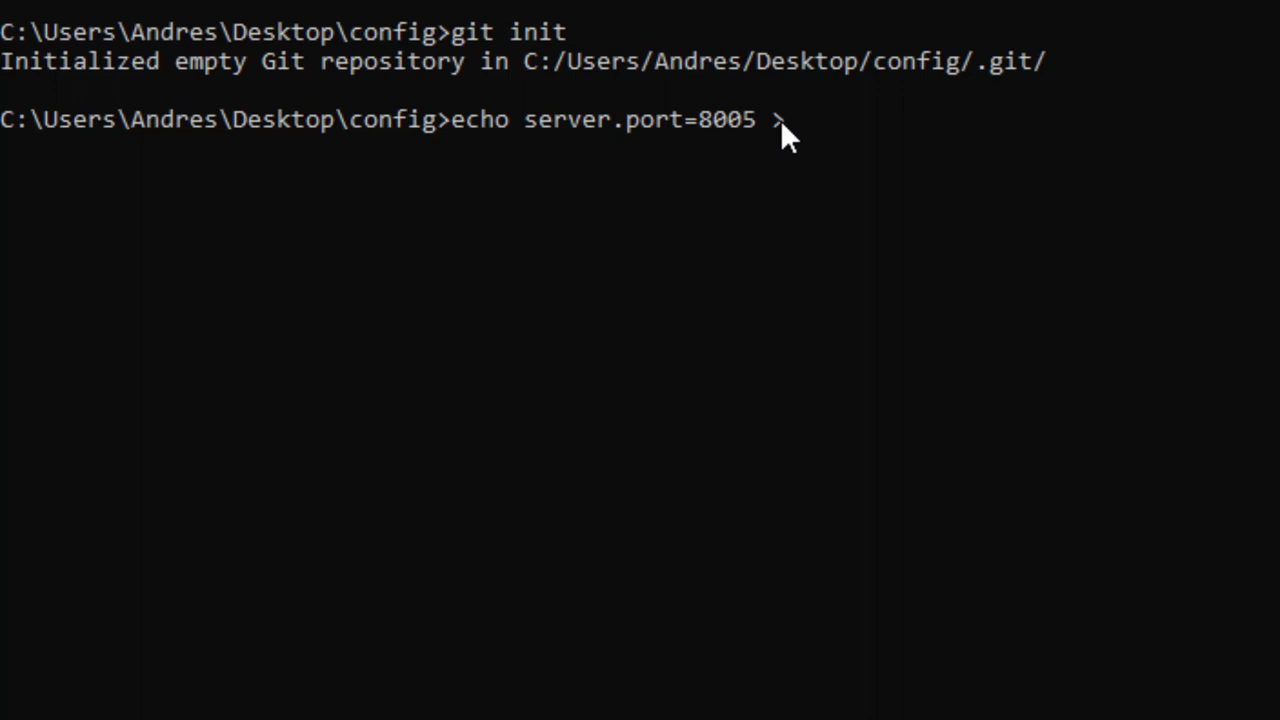 C:\Users\Andres\Desktop\config>git init
Initialized empty Git repository in C:/Users/Andres/Desktop/config/.git/
C:\Users\Andres\Desktop\config>echo server.port=8005 >